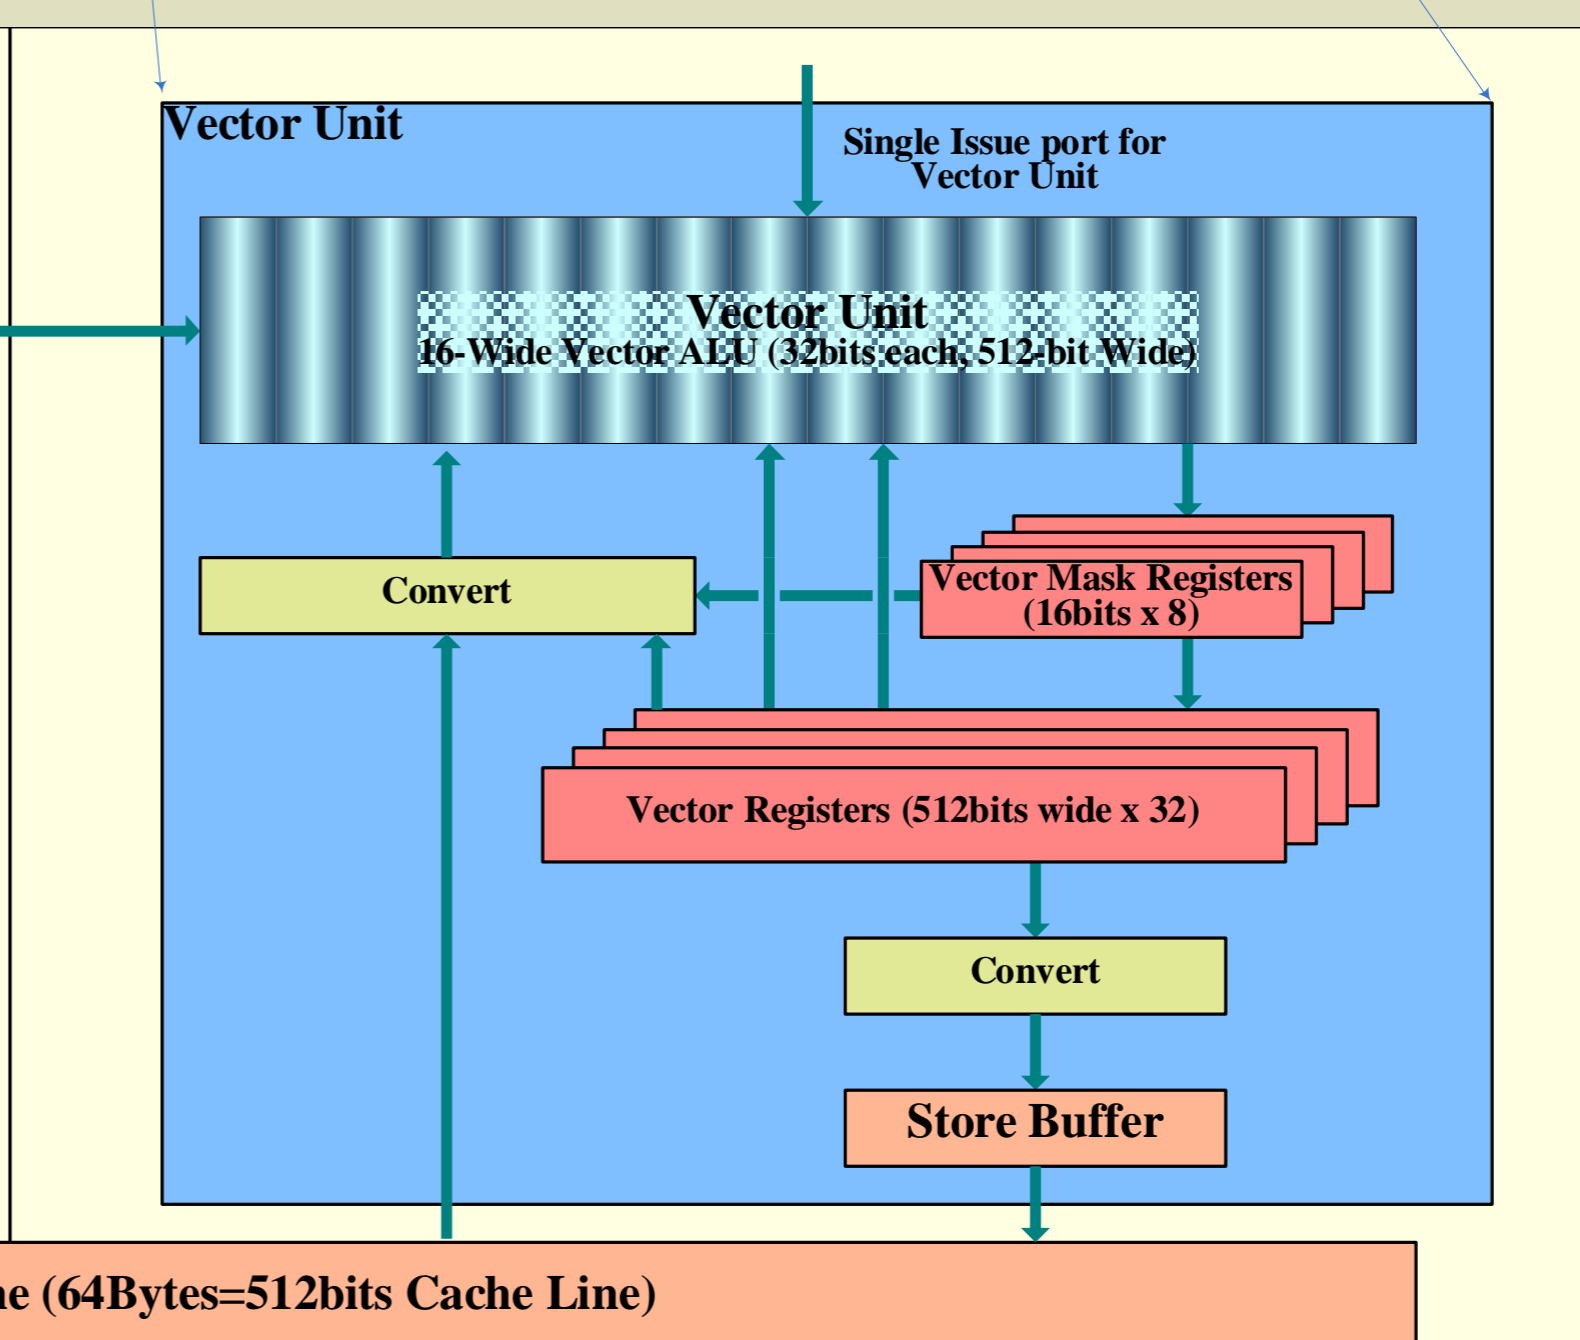 Vector Unit
Single Issue port for
Vector Unit
Vector Unit
16-Wide Vector ALU (32bits each, 512-bit Wide)
Convert
Vector Mask Registers
(16bits x 8)
Vector Registers (512bits wide x 32)
Convert
Store Buffer
(64Bytes=512bits Cache Line)